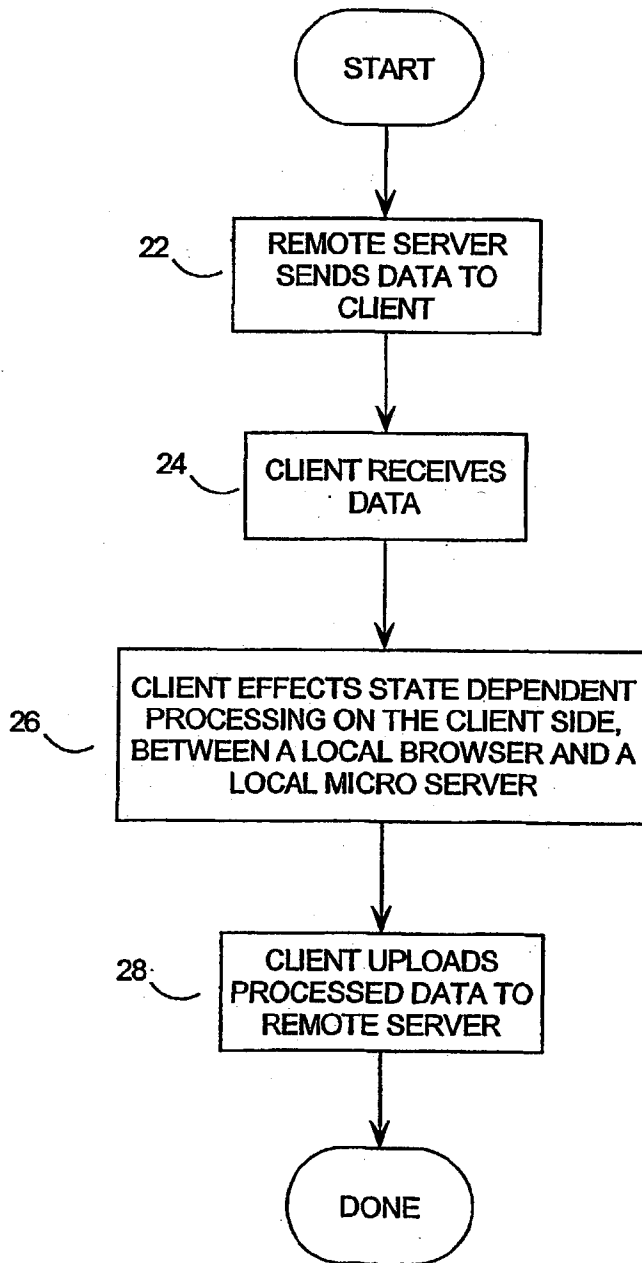 START
22
REMOTE SERVER
SENDS DATA TO
CLIENT
24
CLIENT RECEIVES
DATA
26
CLIENT EFFECTS STATE DEPENDENT
PROCESSING ON THE CLIENT SIDE,
BETWEEN A LOCAL BROWSER AND A
LOCAL MICRO SERVER
28
CLIENT UPLOADS
PROCESSED DATA TO
REMOTE SERVER
DONE